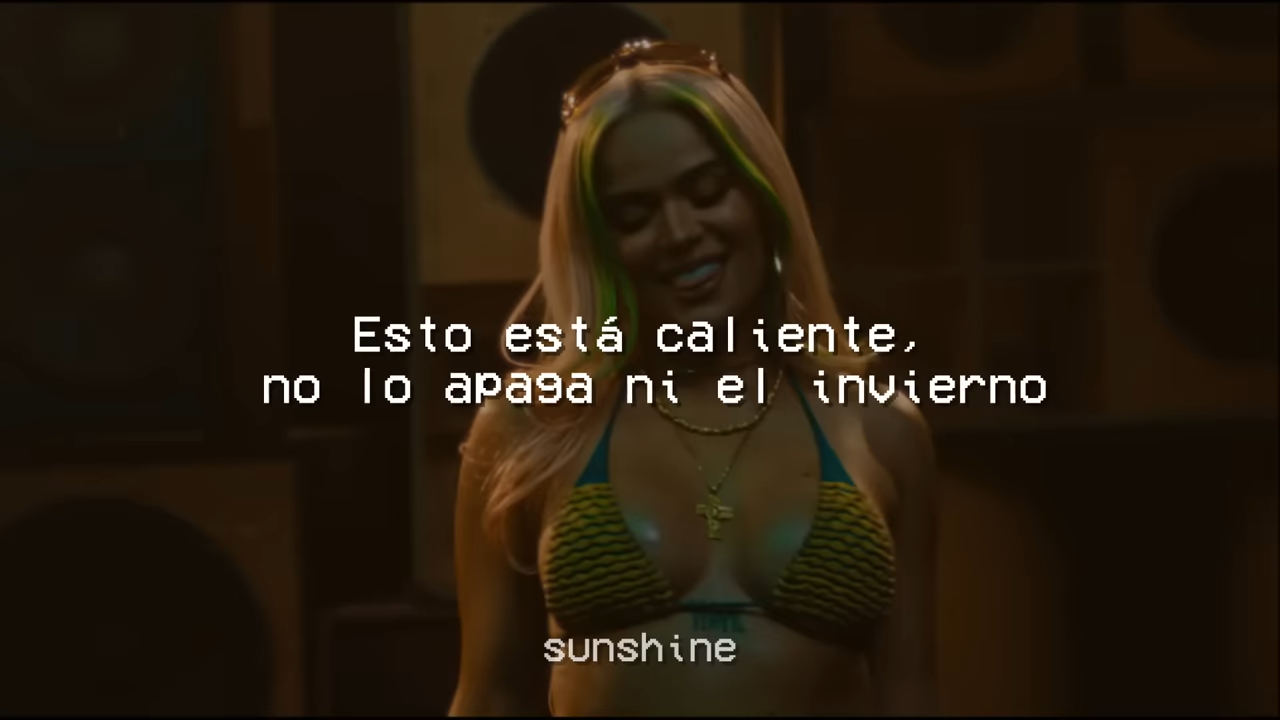 Esto está caliente,
no lo apaga ni el invierno
sunshine